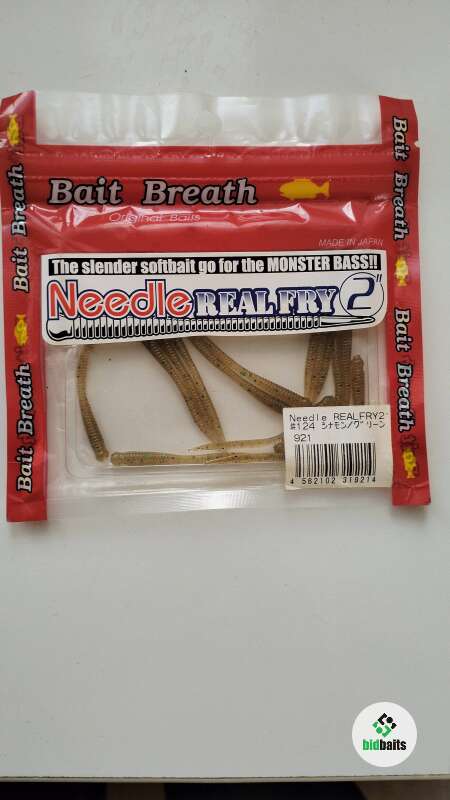 Bait Breath
Original Baits
MADE IN JAPAN
The slender softbait go for the MONSTER BASS!!
Needle REAL FRY 2"
Needle REALFRY2
#124 シナモン/グリーン
921
4 582102 318214
Bait Breath
Bait Breath
Bait Breath
Bait Breath
bidbaits